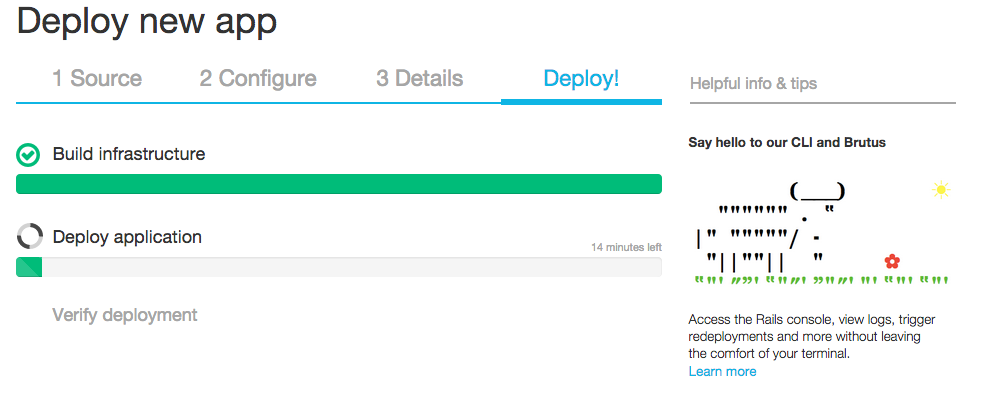 Deploy new app
1 Source
2 Configure
3 Details
Deploy!
Build infrastructure
Deploy application
14 minutes left
Verify deployment
Helpful info & tips
Say hello to our CLI and Brutus
(___)
"""""" . "
|" """""/ -
"||""|| "
Access the Rails console, view logs, trigger
redeployments and more without leaving
the comfort of your terminal.
Learn more